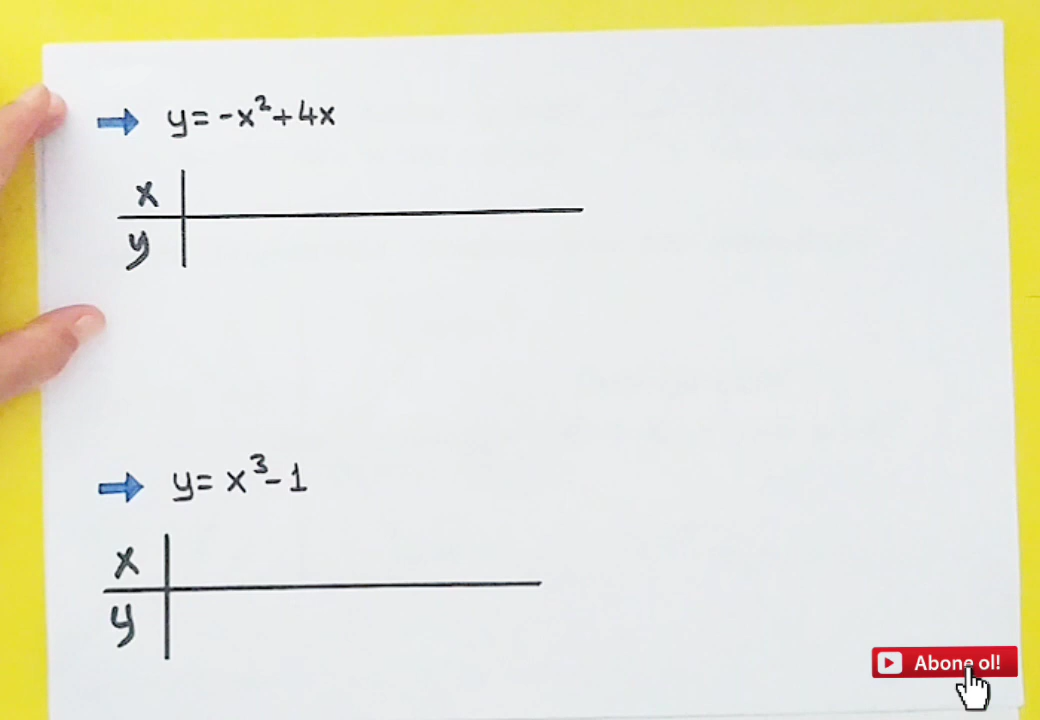 y = -x²+4x
x
y
y = x³-1
x
y
Abone ol!